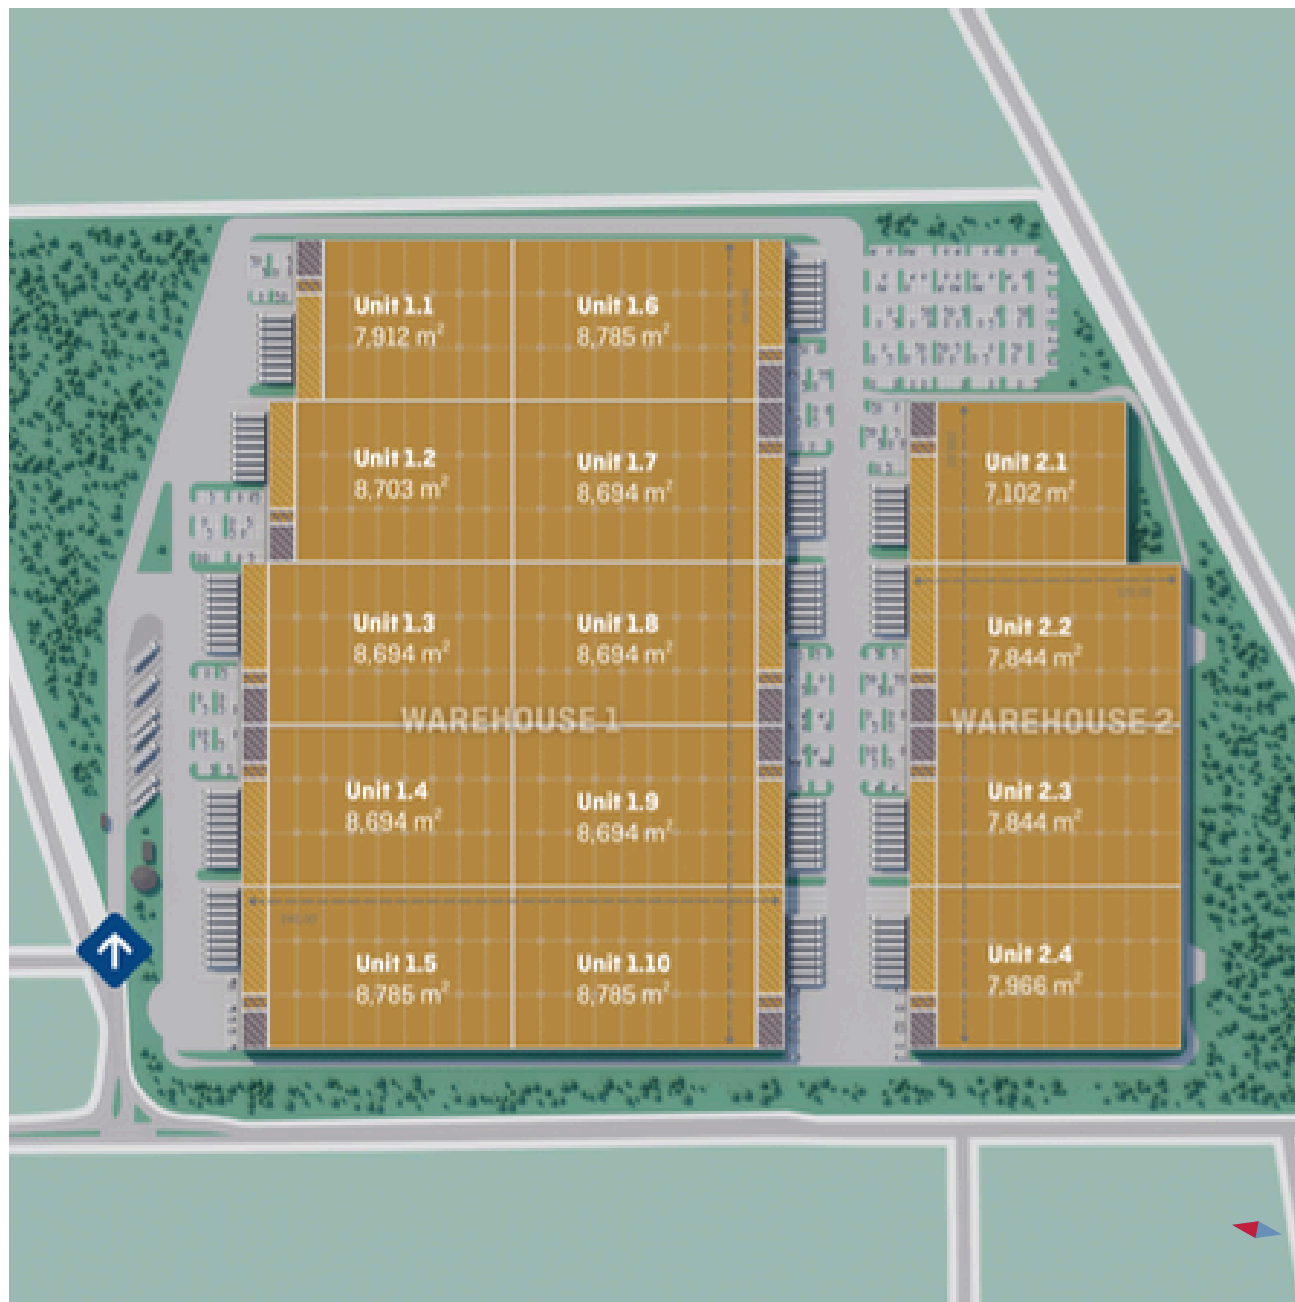 Unit 1.1
7,912 m²
Unit 1.6
8,785 m²
Unit 1.2
8,703 m²
Unit 1.7
8,694 m²
Unit 2.1
7,102 m²
Unit 1.3
8,694 m²
Unit 1.8
8,694 m²
Unit 2.2
7,844 m²
WAREHOUSE 1
WAREHOUSE 2
Unit 1.4
8,694 m²
Unit 1.9
8,694 m²
Unit 2.3
7,844 m²
Unit 1.5
8,785 m²
Unit 1.10
8,785 m²
Unit 2.4
7,966 m²